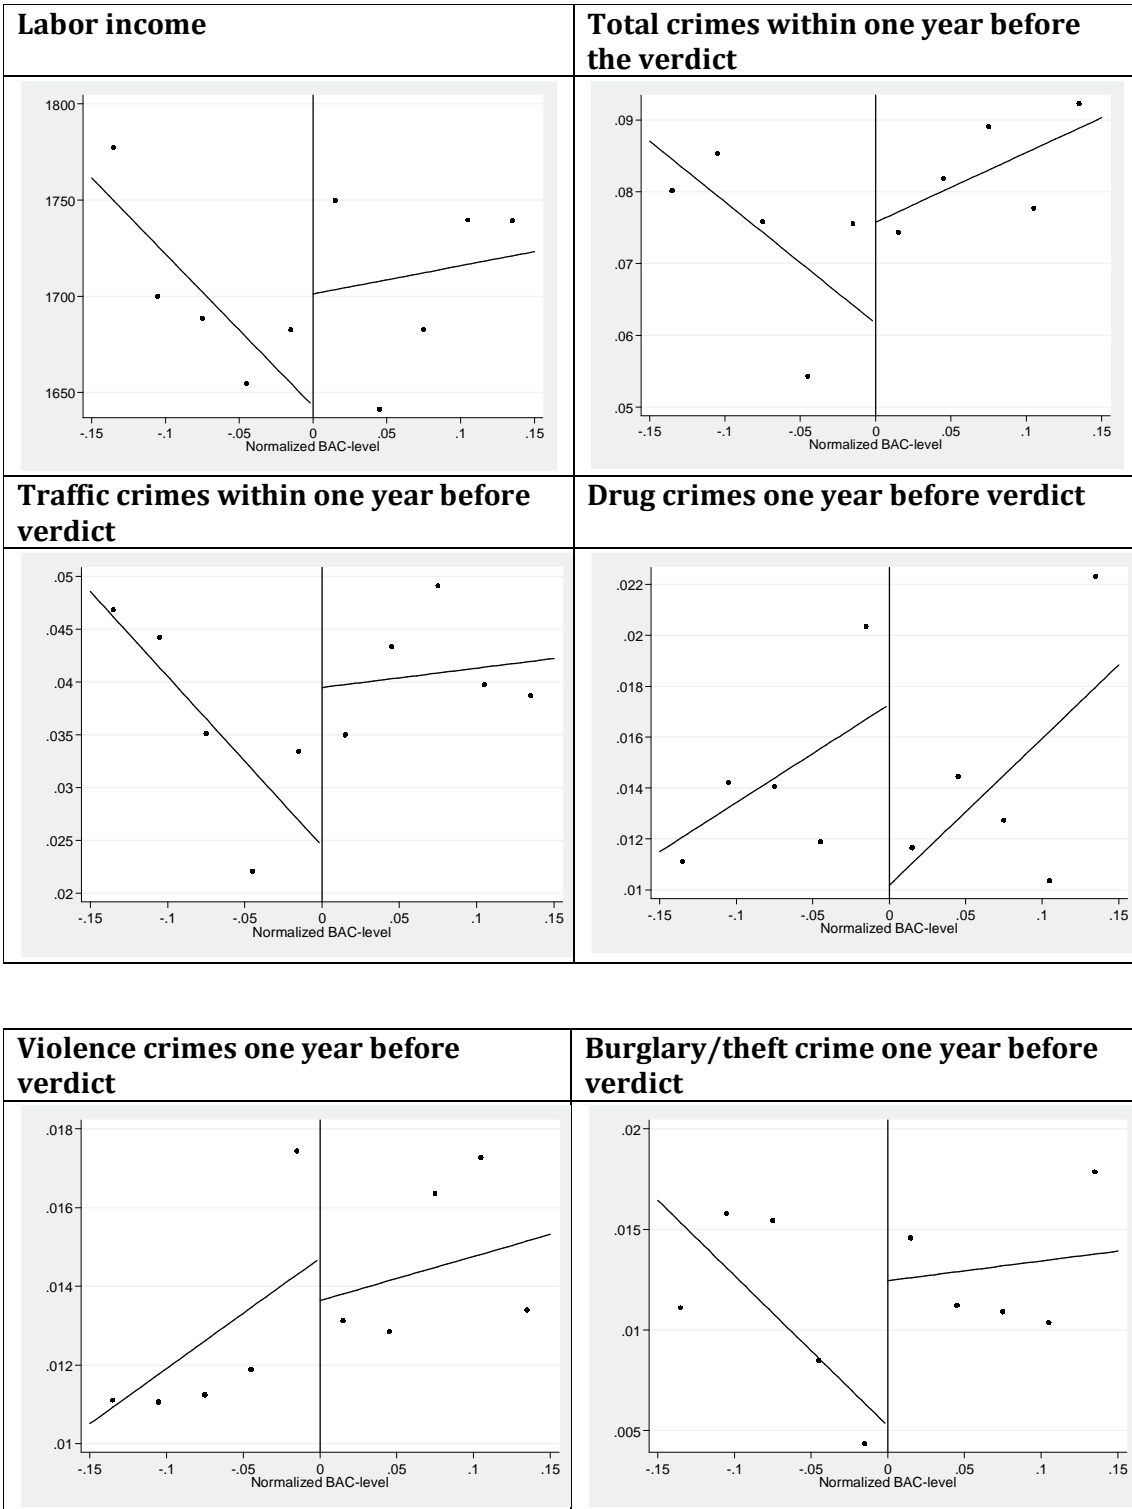 Labor income
Total crimes within one year before
the verdict
1800
1750
1700
1650
-.15 -.1 -.05 0 .05 .1 .15
Normalized BAC-level
.09
.08
.07
.06
.05
-.15 -.1 -.05 0 .05 .1 .15
Normalized BAC-level
Traffic crimes within one year before
verdict
Drug crimes one year before verdict
.05
.045
.04
.035
.03
.025
.02
-.15 -.1 -.05 0 .05 .1 .15
Normalized BAC-level
.022
.02
.018
.016
.014
.012
.01
-.15 -.1 -.05 0 .05 .1 .15
Normalized BAC-level
Violence crimes one year before
verdict
Burglary/theft crime one year before
verdict
.018
.016
.014
.012
.01
-.15 -.1 -.05 0 .05 .1 .15
Normalized BAC-level
.02
.015
.01
.005
-.15 -.1 -.05 0 .05 .1 .15
Normalized BAC-level